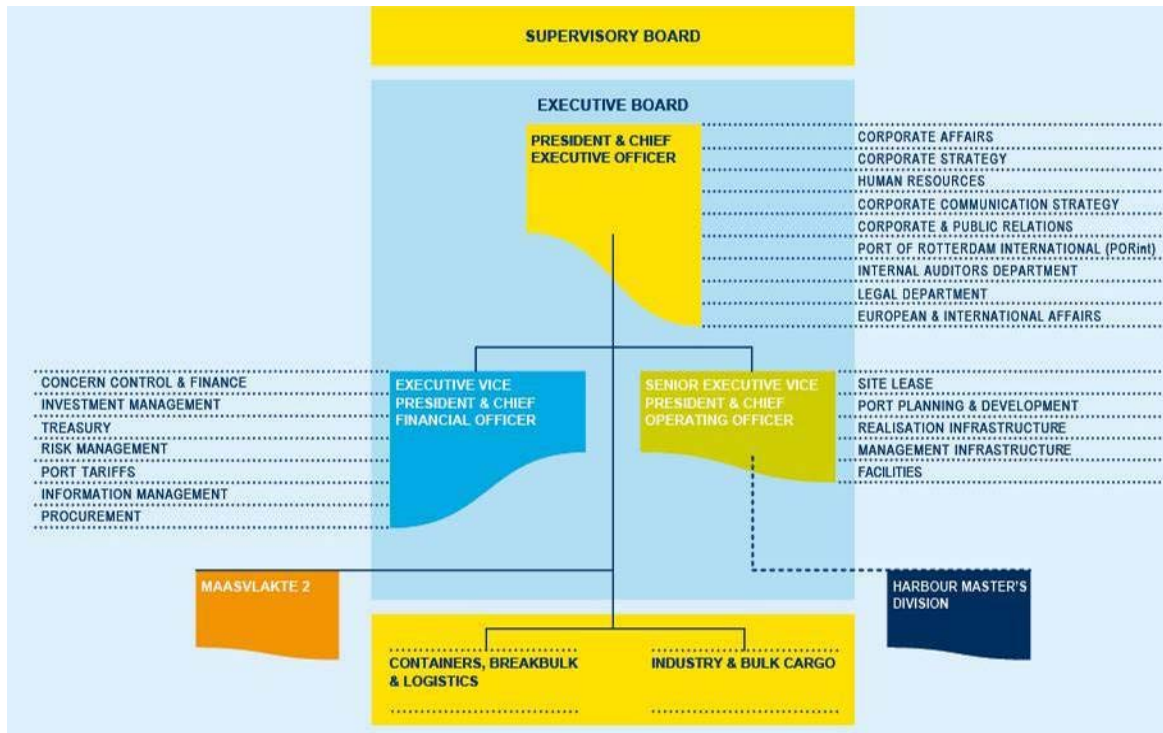 SUPERVISORY BOARD
EXECUTIVE BOARD
PRESIDENT & CHIEF
EXECUTIVE OFFICER
CORPORATE AFFAIRS
CORPORATE STRATEGY
HUMAN RESOURCES
CORPORATE COMMUNICATION STRATEGY
CORPORATE & PUBLIC RELATIONS
PORT OF ROTTERDAM INTERNATIONAL (PORint)
INTERNAL AUDITORS DEPARTMENT
LEGAL DEPARTMENT
EUROPEAN & INTERNATIONAL AFFAIRS
CONCERN CONTROL & FINANCE
INVESTMENT MANAGEMENT
TREASURY
RISK MANAGEMENT
PORT TARIFFS
INFORMATION MANAGEMENT
PROCUREMENT
EXECUTIVE VICE
PRESIDENT & CHIEF
FINANCIAL OFFICER
SENIOR EXECUTIVE VICE
PRESIDENT & CHIEF
OPERATING OFFICER
SITE LEASE
PORT PLANNING & DEVELOPMENT
REALISATION INFRASTRUCTURE
MANAGEMENT INFRASTRUCTURE
FACILITIES
MAASVLAKTE 2
HARBOUR MASTER'S
DIVISION
CONTAINERS, BREAKBULK
& LOGISTICS
INDUSTRY & BULK CARGO